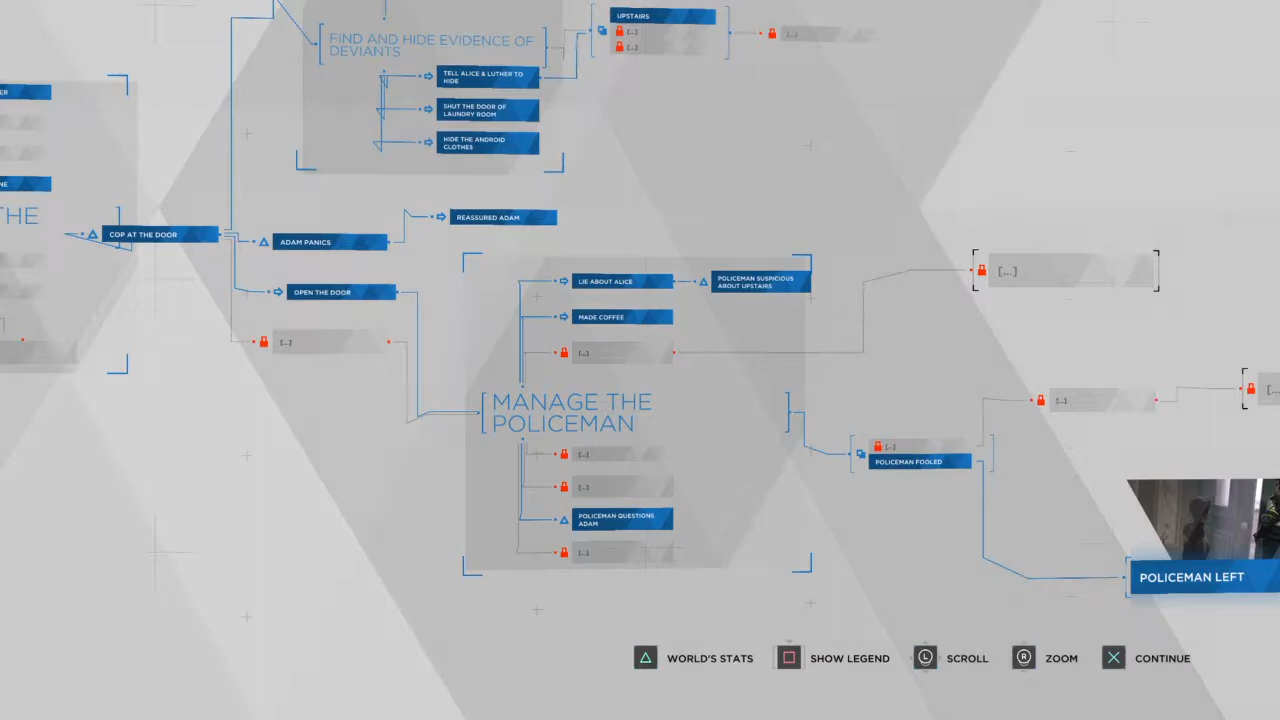 UPSTAIRS
[...]
[...]
[...]
FIND AND HIDE EVIDENCE OF
DEVIANTS
TELL ALICE & LUTHER TO
HIDE
SHUT THE DOOR OF
LAUNDRY ROOM
HIDE THE ANDROID
CLOTHES
ER
NE
THE
COP AT THE DOOR
ADAM PANICS
REASSURED ADAM
OPEN THE DOOR
[...]
LIE ABOUT ALICE
POLICEMAN SUSPICIOUS
ABOUT UPSTAIRS
MADE COFFEE
[...]
[...]
MANAGE THE
POLICEMAN
[...]
[...]
POLICEMAN QUESTIONS
ADAM
[...]
[...]
POLICEMAN FOOLED
[...]
[...
POLICEMAN LEFT
WORLD'S STATS
SHOW LEGEND
L
SCROLL
R
ZOOM
CONTINUE